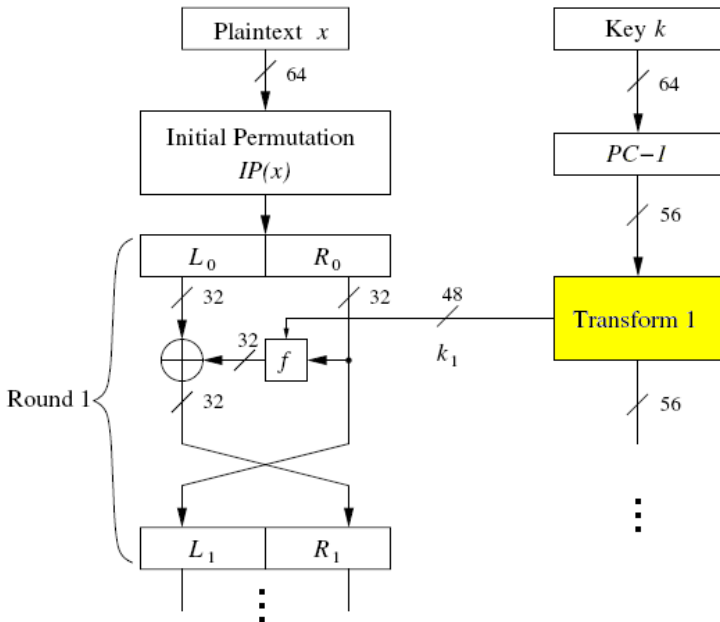 Plaintext x
Key k
64
64
Initial Permutation
IP(x)
PC−1
56
L0
R0
32
32
48
Transform 1
32
f
k1
Round 1
32
56
L1
R1